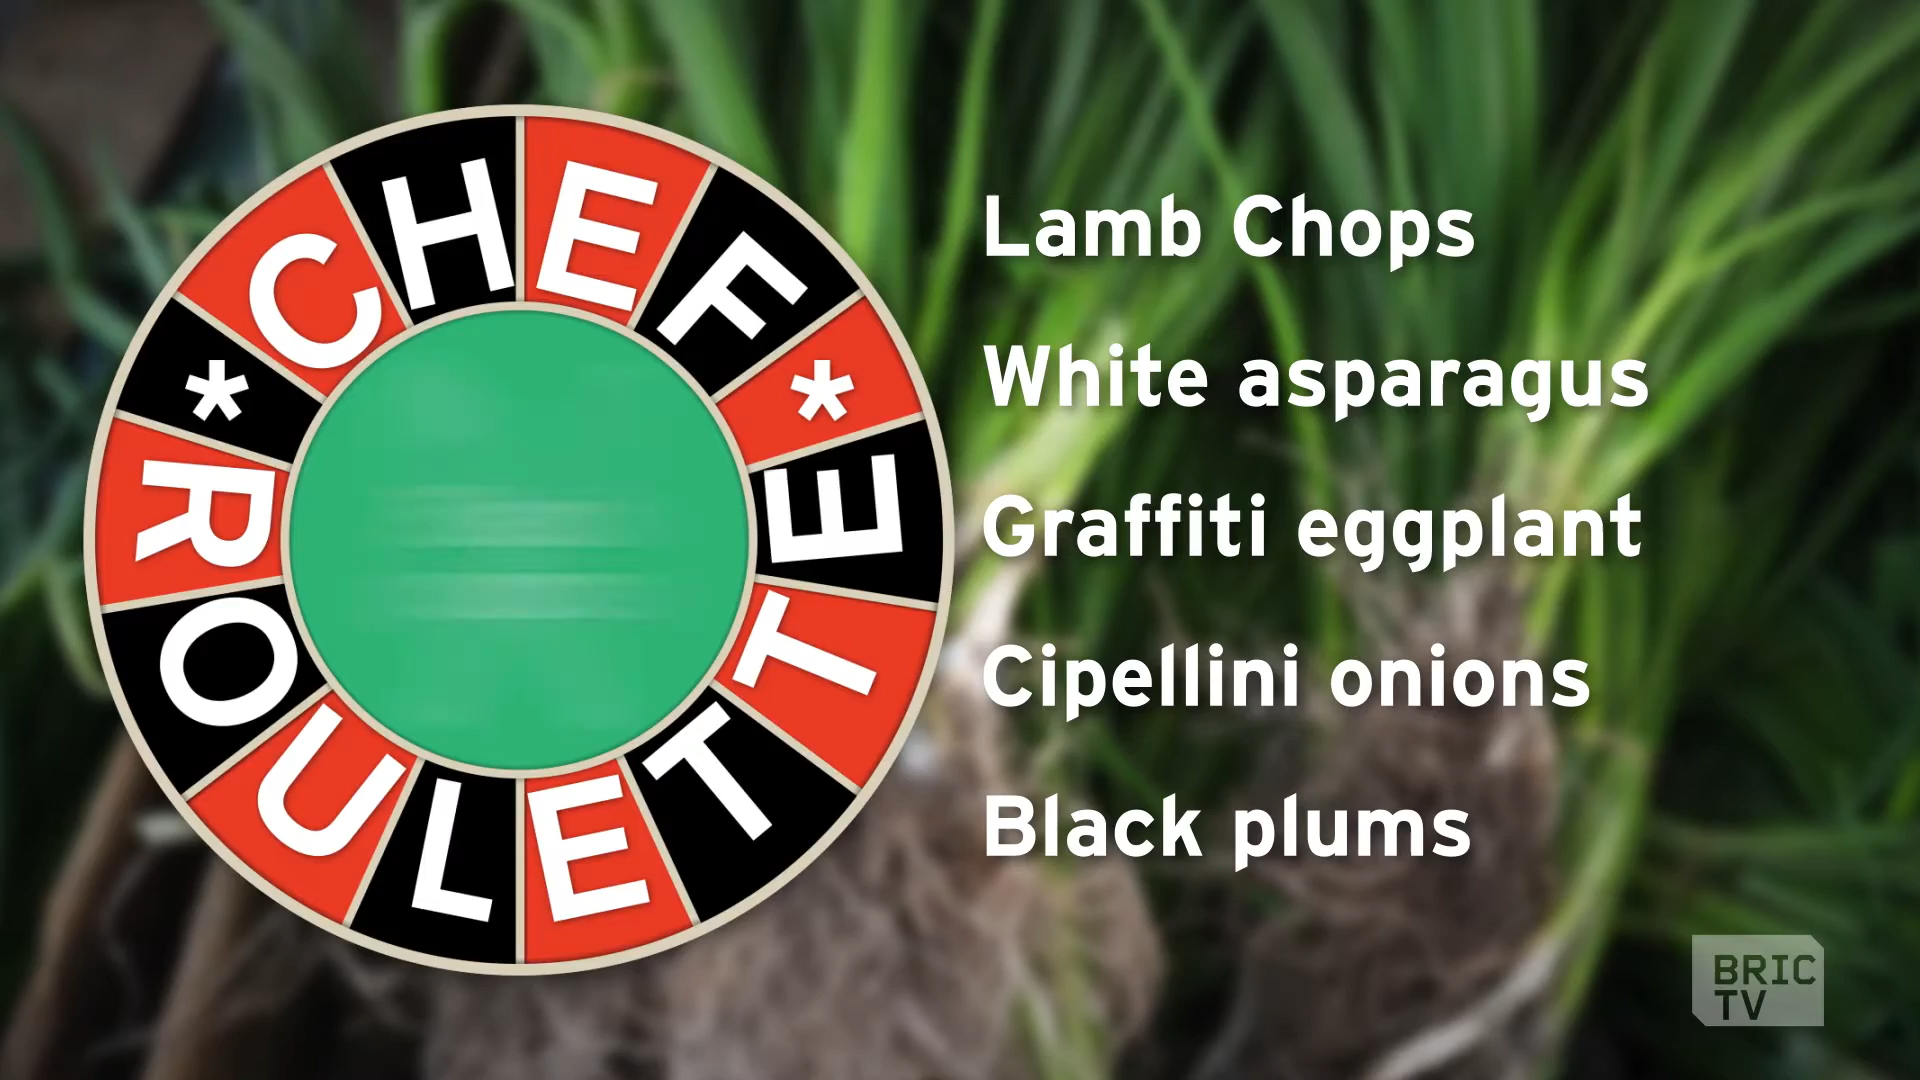 * CHEF *
ROULETTE
Lamb Chops
White asparagus
Graffiti eggplant
Cipellini onions
Black plums
BRIC
TV